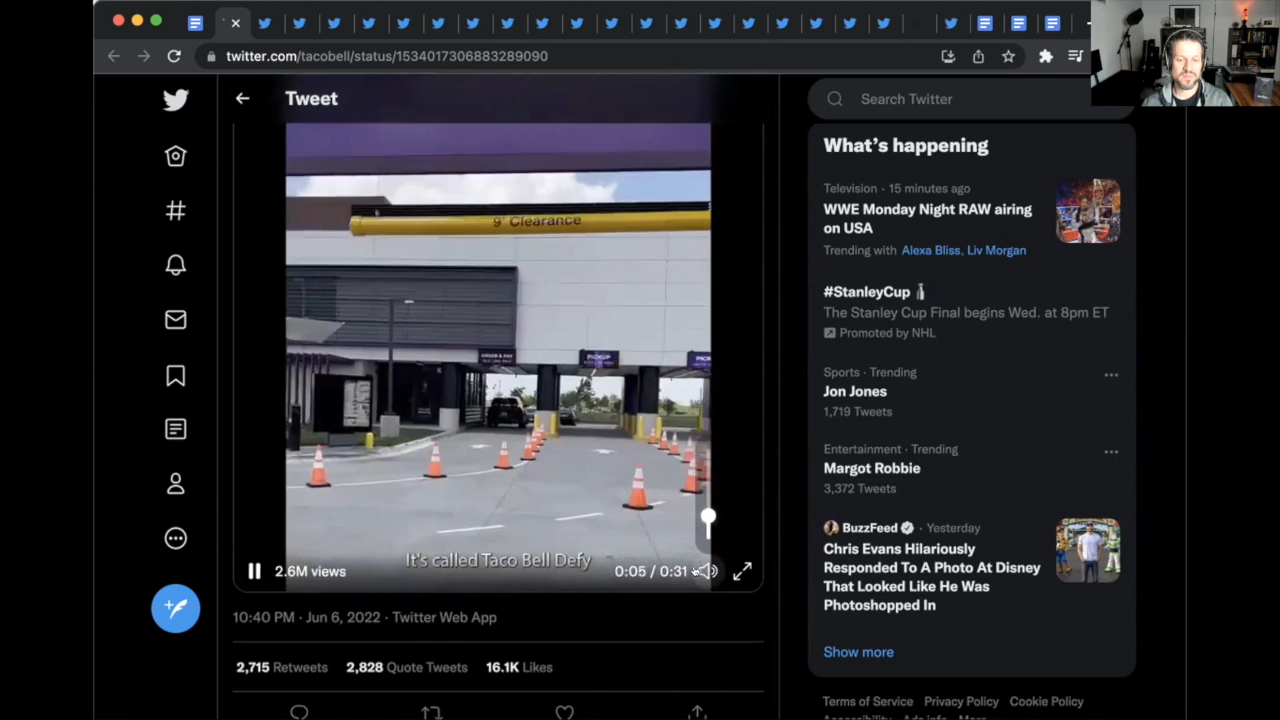 twitter.com/tacobell/status/1534017306883289090
Tweet
Search Twitter
9' Clearance
ORDER & PAY
PICKUP
It's called Taco Bell Defy
2.6M views
0:05 / 0:31
10:40 PM · Jun 6, 2022 · Twitter Web App
2,715 Retweets 2,828 Quote Tweets 16.1K Likes
What's happening
Television · 15 minutes ago
WWE Monday Night RAW airing
on USA
Trending with Alexa Bliss, Liv Morgan
#StanleyCup
The Stanley Cup Final begins Wed. at 8pm ET
Promoted by NHL
Sports · Trending
Jon Jones
1,719 Tweets
Entertainment · Trending
Margot Robbie
3,372 Tweets
BuzzFeed · Yesterday
Chris Evans Hilariously
Responded To A Photo At Disney
That Looked Like He Was
Photoshopped In
Show more
Terms of Service Privacy Policy Cookie Policy